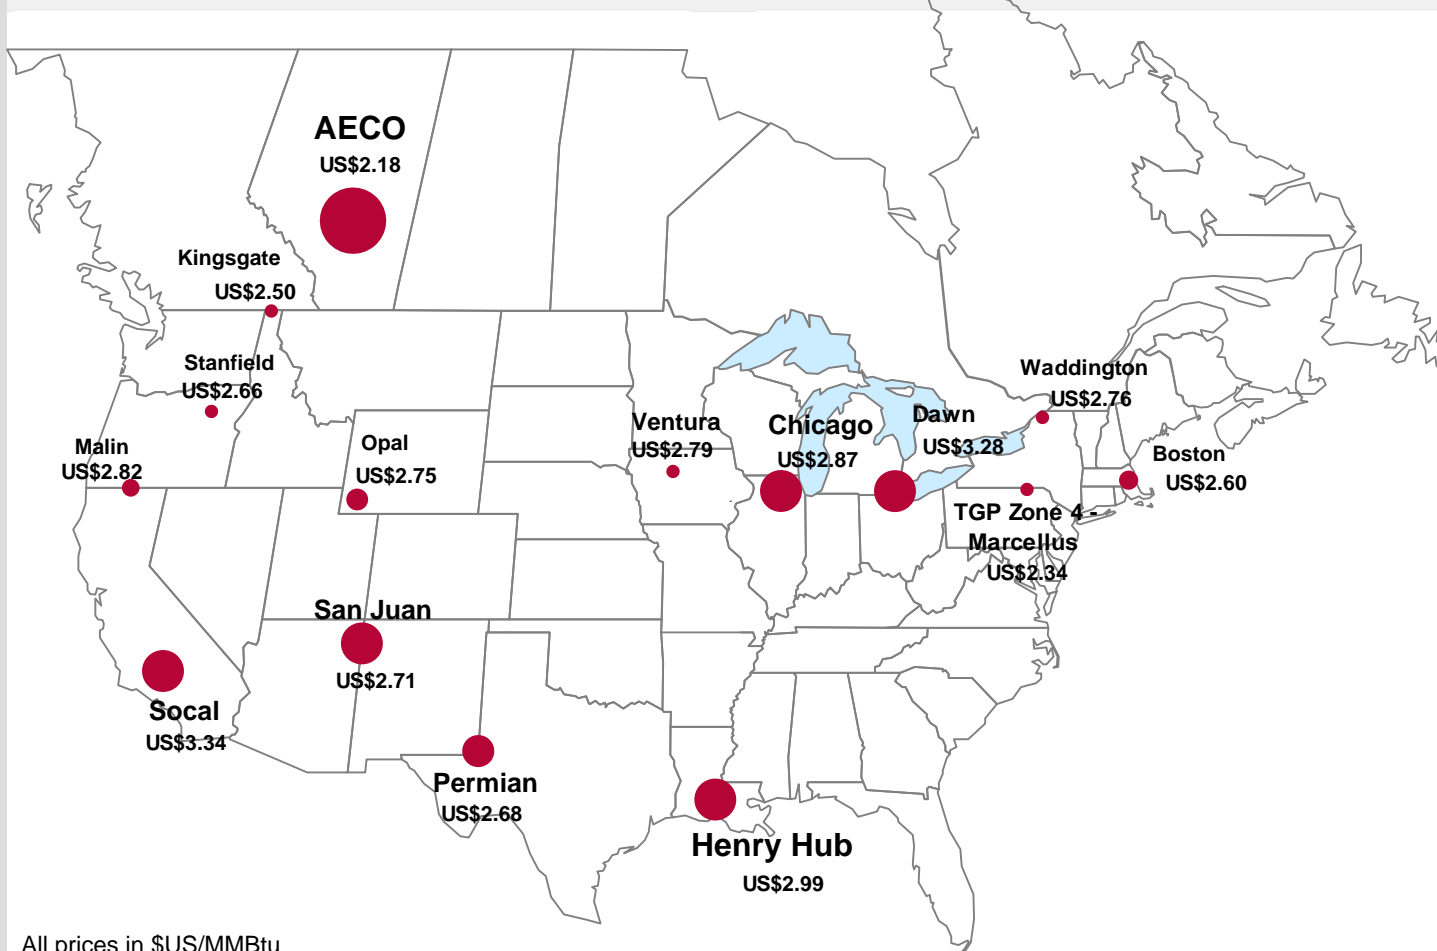 AECO
US$2.18
Kingsgate
US$2.50
Stanfield
US$2.66
Malin
US$2.82
Opal
US$2.75
Ventura
US$2.79
Chicago
US$2.87
Dawn
US$3.28
Waddington
US$2.76
Boston
US$2.60
TGP Zone 4 -
Marcellus
US$2.34
San Juan
US$2.71
Socal
US$3.34
Permian
US$2.68
Henry Hub
US$2.99
All prices in $US/MMBtu